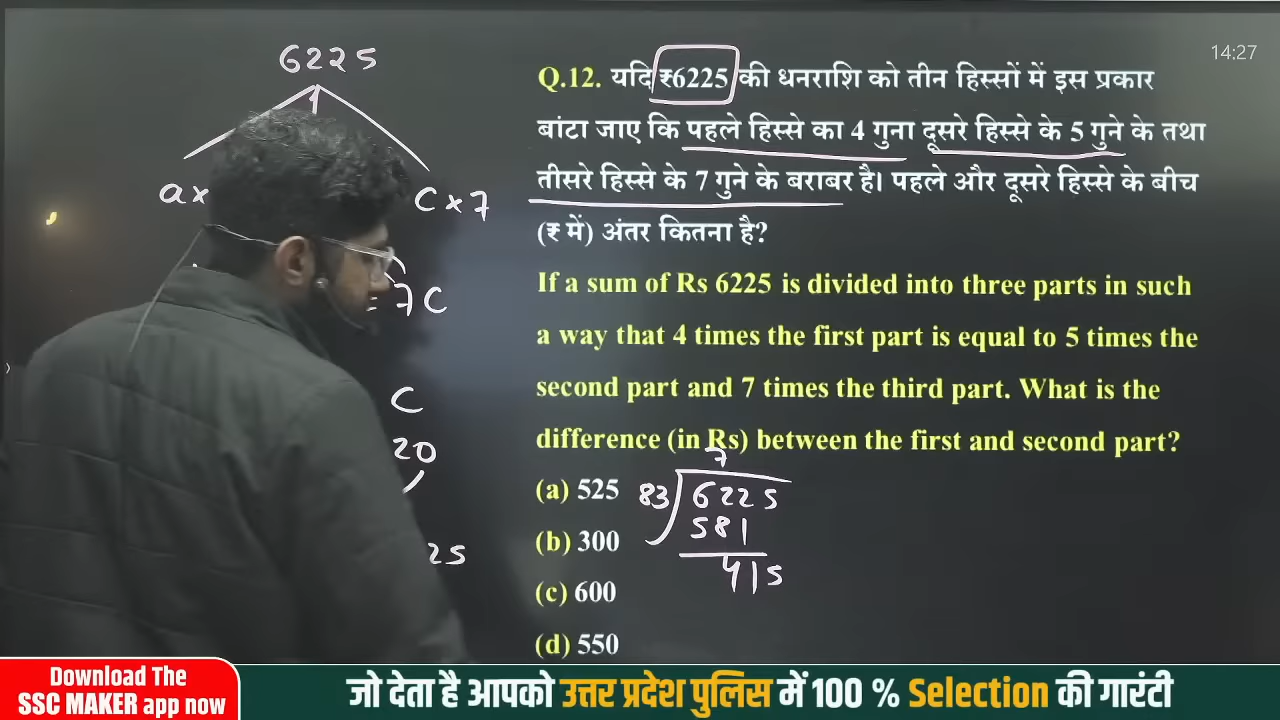 14:27
6225
a×
C × 7
= 7C
C
20
25
Q.12. यदि ₹6225 की धनराशि को तीन हिस्सों में इस प्रकार
बांटा जाए कि पहले हिस्से का 4 गुना दूसरे हिस्से के 5 गुने के तथा
तीसरे हिस्से के 7 गुने के बराबर है। पहले और दूसरे हिस्से के बीच
(₹ में) अंतर कितना है?
If a sum of Rs 6225 is divided into three parts in such
a way that 4 times the first part is equal to 5 times the
second part and 7 times the third part. What is the
difference (in Rs) between the first and second part?
(a) 525
(b) 300
(c) 600
(d) 550
7
83 6225
581
415
Download The
SSC MAKER app now
जो देता है आपको उत्तर प्रदेश पुलिस में 100 % Selection की गारंटी